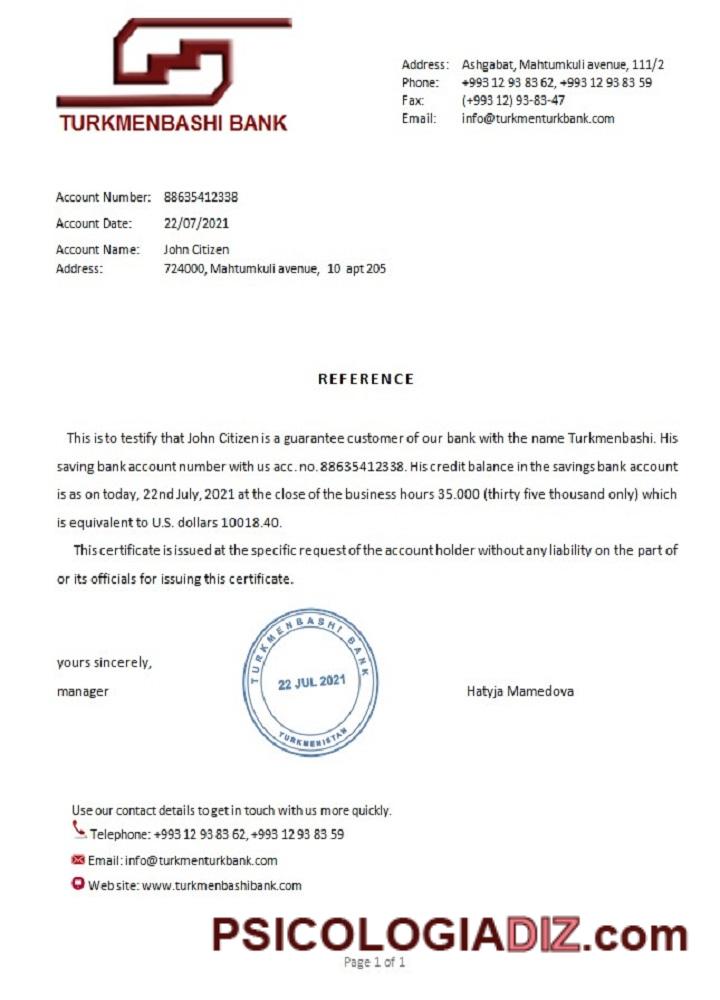 TURKMENBASHI BANK
Address: Ashgabat, Mahtumkuli avenue, 111/2
Phone: +993 12 93 83 62, +993 12 93 83 59
Fax: (+993 12) 93-83-47
Email: info@turkmenturkbank.com
Account Number: 88635412338
Account Date: 22/07/2021
Account Name: John Citizen
Address: 724000, Mahtumkuli avenue, 10 apt 205
REFERENCE
This is to testify that John Citizen is a guarantee customer of our bank with the name Turkmenbashi. His
saving bank account number with us acc. no. 88635412338. His credit balance in the savings bank account
is as on today, 22nd July, 2021 at the close of the business hours 35.000 (thirty five thousand only) which
is equivalent to U.S. dollars 10018.40.
This certificate is issued at the specific request of the account holder without any liability on the part of
or its officials for issuing this certificate.
yours sincerely,
manager
TURKMENBASHI BANK
22 JUL 2021
TURKMENISTAN
Hatyja Mamedova
Use our contact details to get in touch with us more quickly.
Telephone: +993 12 93 83 62, +993 12 93 83 59
Email: info@turkmenturkbank.com
Web site: www.turkmenbashibank.com
PSICOLOGIADIZ.com
Page 1 of 1